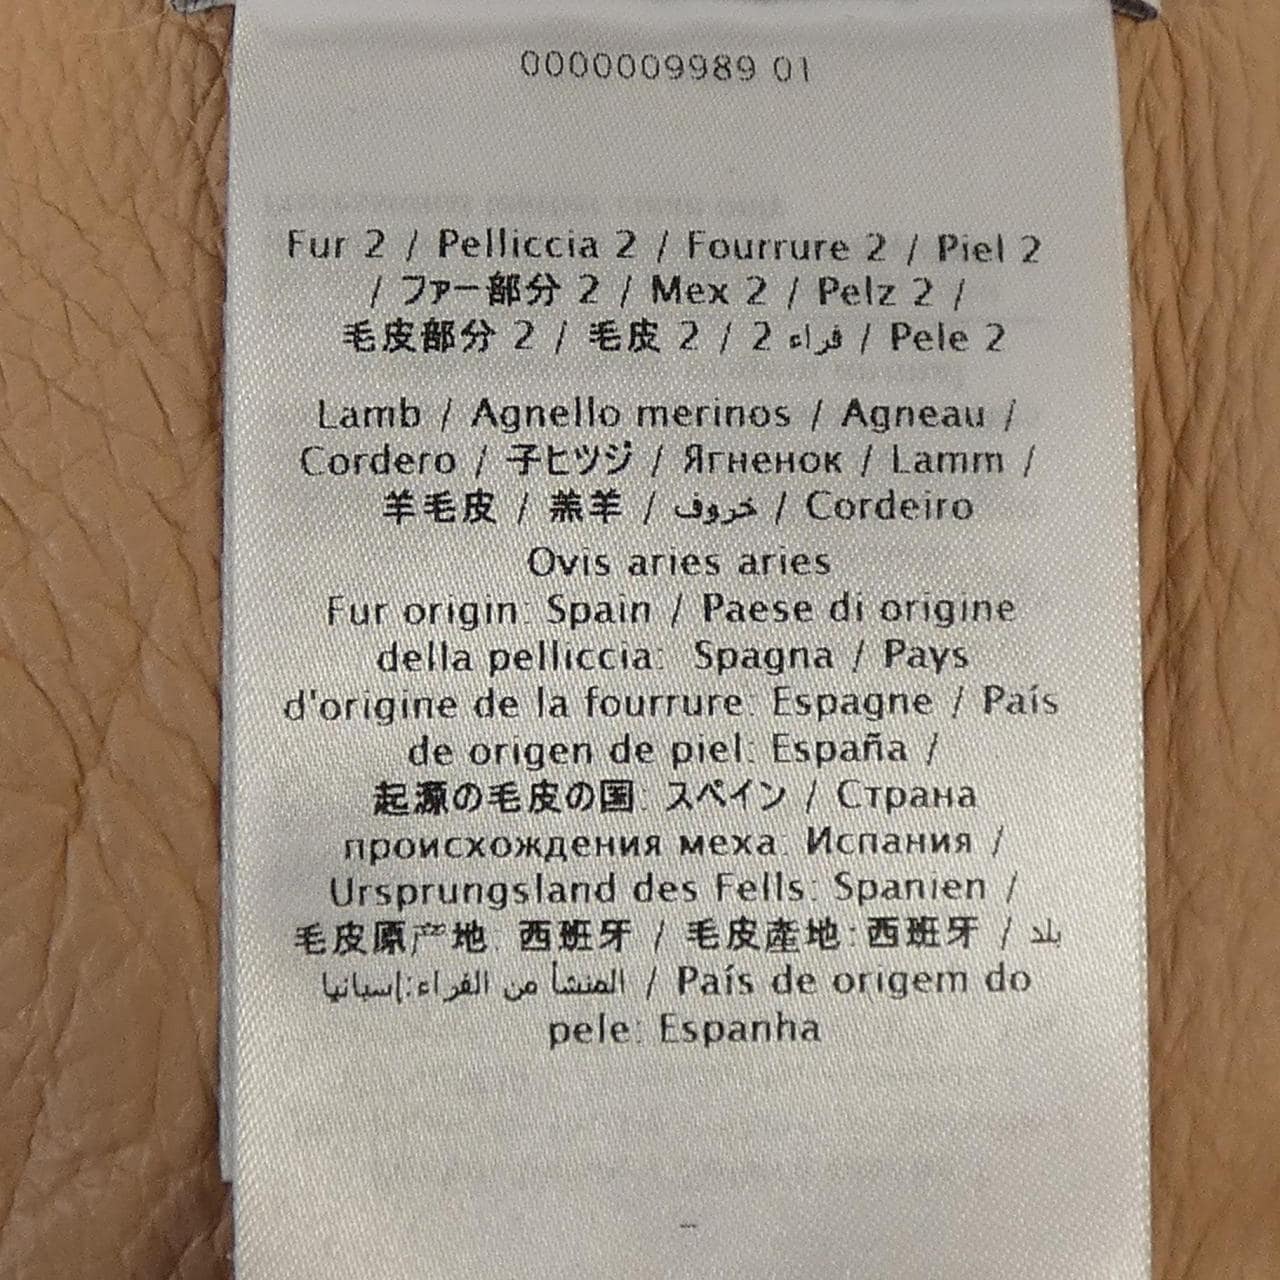 0000009989 01
Fur 2 / Pelliccia 2 / Fourrure 2 / Piel 2
/ ファー部分 2 / Мех 2 / Pelz 2 /
毛皮部分 2 / 毛皮 2 / فراء 2 / Pele 2
Lamb / Agnello merinos / Agneau /
Cordero / 子ヒツジ / Ягненок / Lamm /
羊毛皮 / 羔羊 / خروف / Cordeiro
Ovis aries aries
Fur origin: Spain / Paese di origine
della pelliccia: Spagna / Pays
d'origine de la fourrure: Espagne / País
de origen de piel: España /
起源の毛皮の国: スペイン / Страна
происхождения меха: Испания /
Ursprungsland des Fells: Spanien /
毛皮原产地: 西班牙 / 毛皮產地:西班牙 / بلد
المنشأ من الفراء:إسبانيا / País de origem do
pele: Espanha